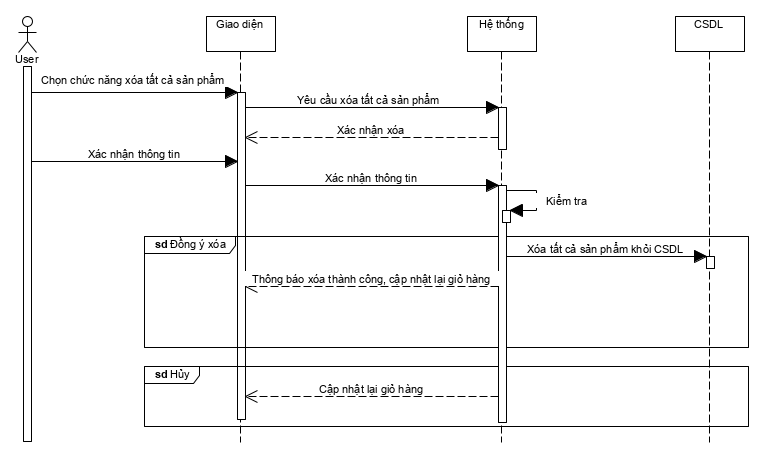 Giao diện
Hệ thống
CSDL
User
Chọn chức năng xóa tất cả sản phẩm
Yêu cầu xóa tất cả sản phẩm
Xác nhận xóa
Xác nhận thông tin
Xác nhận thông tin
Kiểm tra
sd Đồng ý xóa
Xóa tất cả sản phẩm khỏi CSDL
Thông báo xóa thành công, cập nhật lại giỏ hàng
sd Hủy
Cập nhật lại giỏ hàng